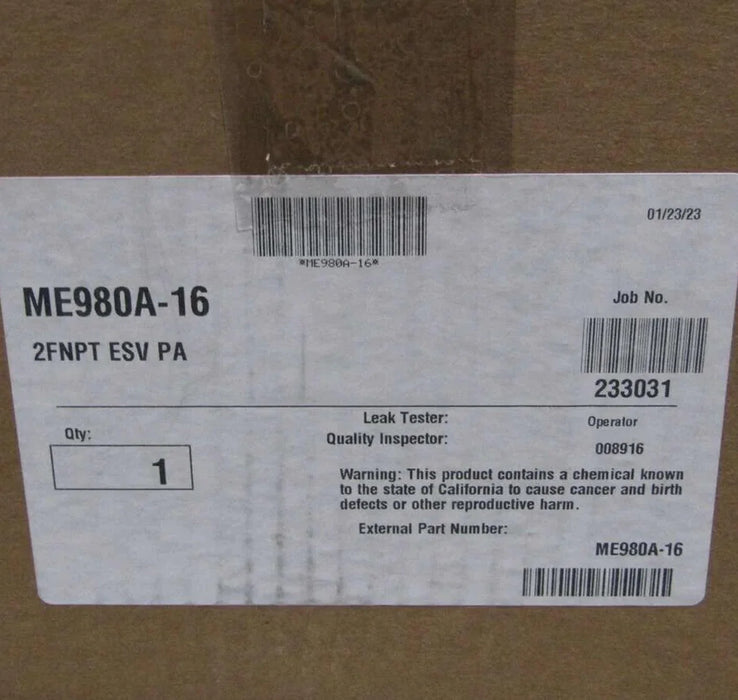 01/23/23
*ME980A-16*
ME980A-16
Job No.
2FNPT ESV PA
233031
Leak Tester: Operator
Qty:
Quality Inspector: 008916
1
Warning: This product contains a chemical known
to the state of California to cause cancer and birth
defects or other reproductive harm.
External Part Number:
ME980A-16